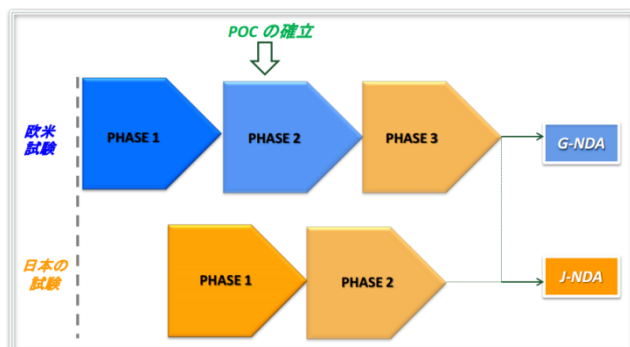 POC の確立
欧米
試験
PHASE 1
PHASE 2
PHASE 3
G-NDA
日本の
試験
PHASE 1
PHASE 2
J-NDA